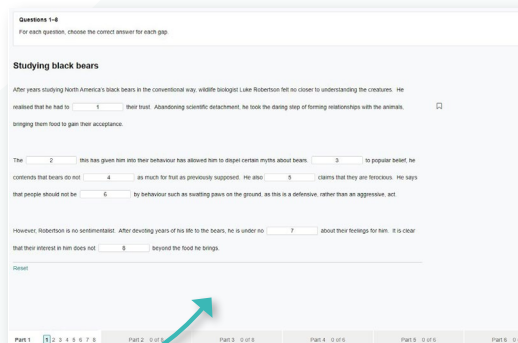 Questions 1–8
For each question, choose the correct answer for each gap.
Studying black bears
After years studying North America's black bears in the conventional way, wildlife biologist Luke Robertson felt no closer to understanding the creatures. He
realised that he had to 1 their trust. Abandoning scientific detachment, he took the daring step of forming relationships with the animals,
bringing them food to gain their acceptance.
The 2 this has given him into their behaviour has allowed him to dispel certain myths about bears. 3 to popular belief, he
contends that bears do not 4 as much for fruit as previously supposed. He also 5 claims that they are ferocious. He says
that people should not be 6 by behaviour such as swatting paws on the ground, as this is a defensive, rather than an aggressive, act.
However, Robertson is no sentimentalist. After devoting years of his life to the bears, he is under no 7 about their feelings for him. It is clear
that their interest in him does not 8 beyond the food he brings.
Reset
Part 1 1 2 3 4 5 6 7 8 Part 2 0 of 8 Part 3 0 of 8 Part 4 0 of 6 Part 5 0 of 6 Part 6